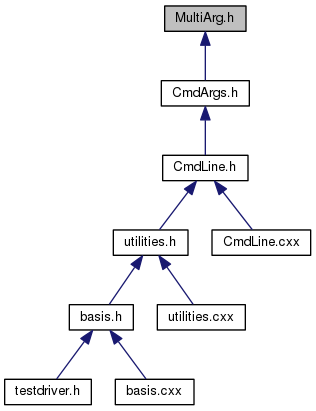 MultiArg.h
CmdArgs.h
CmdLine.h
utilities.h
CmdLine.cxx
basis.h
utilities.cxx
testdriver.h
basis.cxx